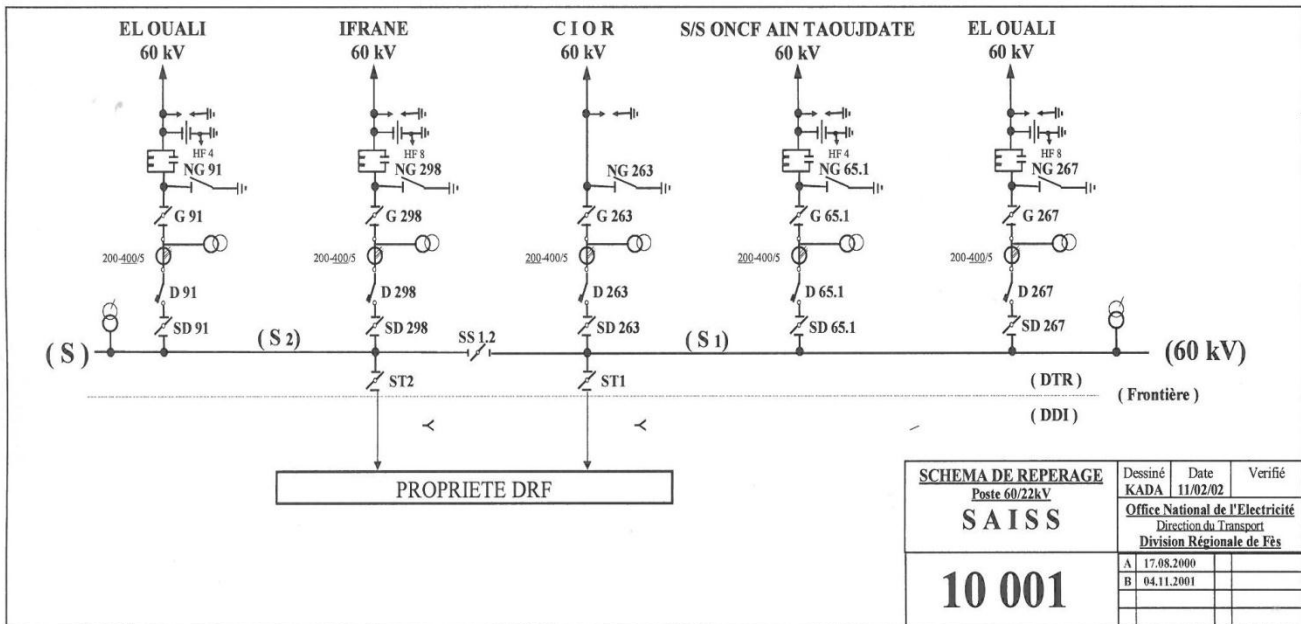 EL OUALI
60 kV
IFRANE
60 kV
C I O R
60 kV
S/S ONCF AIN TAOUJDATE
60 kV
EL OUALI
60 kV
HF 4
HF 8
HF 4
HF 8
NG 91
NG 298
NG 263
NG 65.1
NG 267
G 91
G 298
G 263
G 65.1
G 267
200-400/5
200-400/5
200-400/5
200-400/5
200-400/5
D 91
D 298
D 263
D 65.1
D 267
SD 91
SD 298
SD 263
SD 65.1
SD 267
( S )
( S 2)
SS 1.2
( S 1)
(60 kV)
ST2
ST1
( DTR )
( Frontière )
( DDI )
Y
Y
PROPRIETE DRF
SCHEMA DE REPERAGE
Poste 60/22kV
S A I S S
10 001
Dessiné Date Verifié
KADA 11/02/02
Office National de l'Electricité
Direction du Transport
Division Régionale de Fès
A 17.08.2000
B 04.11.2001